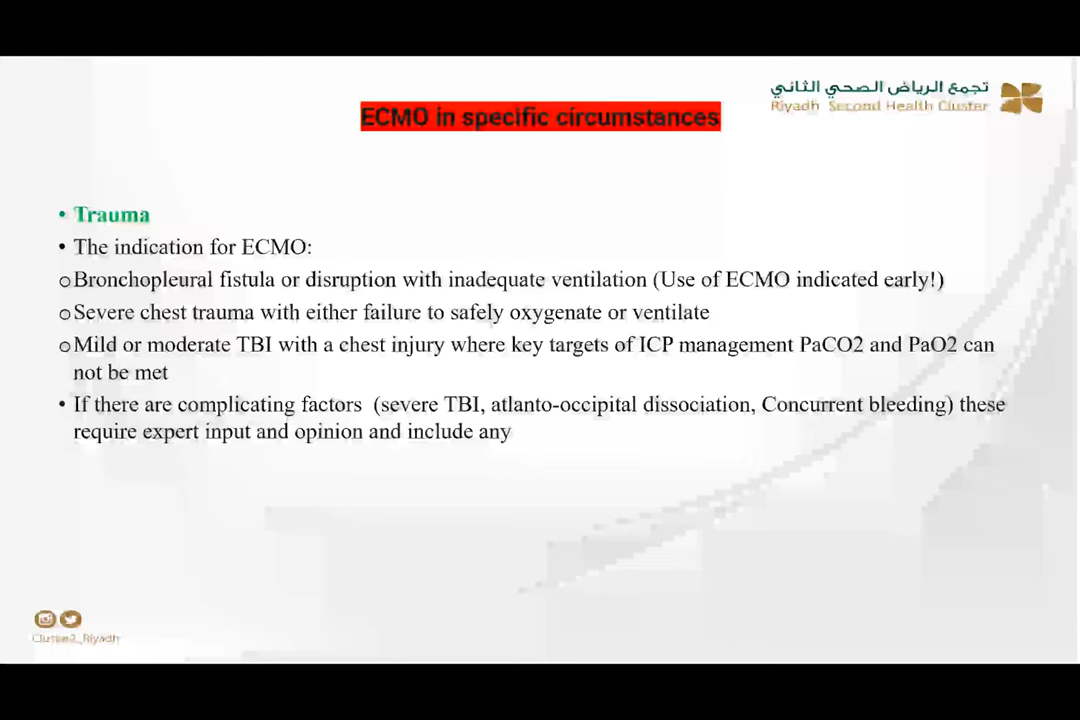 تجمع الرياض الصحي الثاني
Riyadh Second Health Cluster
ECMO in specific circumstances
• Trauma
• The indication for ECMO:
o Bronchopleural fistula or disruption with inadequate ventilation (Use of ECMO indicated early!)
o Severe chest trauma with either failure to safely oxygenate or ventilate
o Mild or moderate TBI with a chest injury where key targets of ICP management PaCO2 and PaO2 can
not be met
• If there are complicating factors (severe TBI, atlanto-occipital dissociation, Concurrent bleeding) these
require expert input and opinion and include any